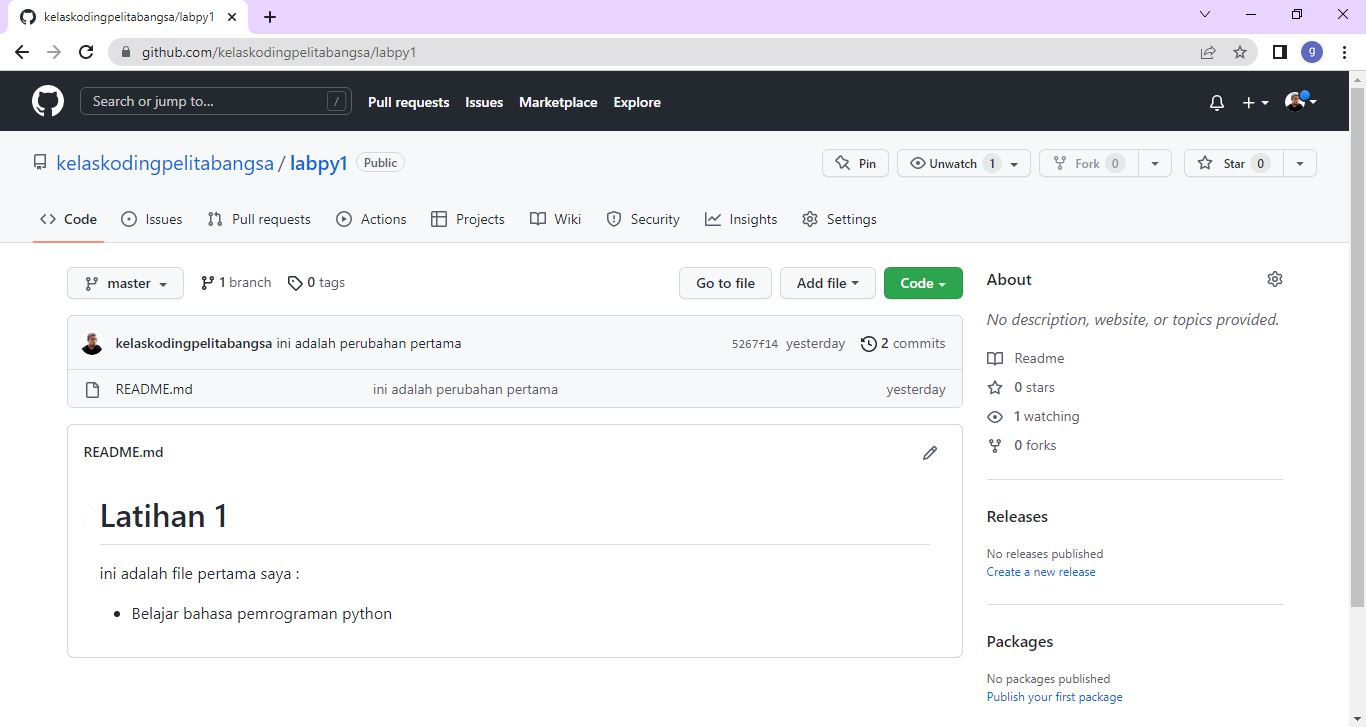 kelaskodingpelitabangsa/labpy1
github.com/kelaskodingpelitabangsa/labpy1
g
Search or jump to... /
Pull requests Issues Marketplace Explore
kelaskodingpelitabangsa / labpy1 Public
Pin Unwatch 1 Fork 0 Star 0
Code Issues Pull requests Actions Projects Wiki Security Insights Settings
master 1 branch 0 tags
Go to file Add file Code
kelaskodingpelitabangsa ini adalah perubahan pertama 5267f14 yesterday 2 commits
README.md ini adalah perubahan pertama yesterday
README.md
Latihan 1
ini adalah file pertama saya :
• Belajar bahasa pemrograman python
About
No description, website, or topics provided.
Readme
0 stars
1 watching
0 forks
Releases
No releases published
Create a new release
Packages
No packages published
Publish your first package